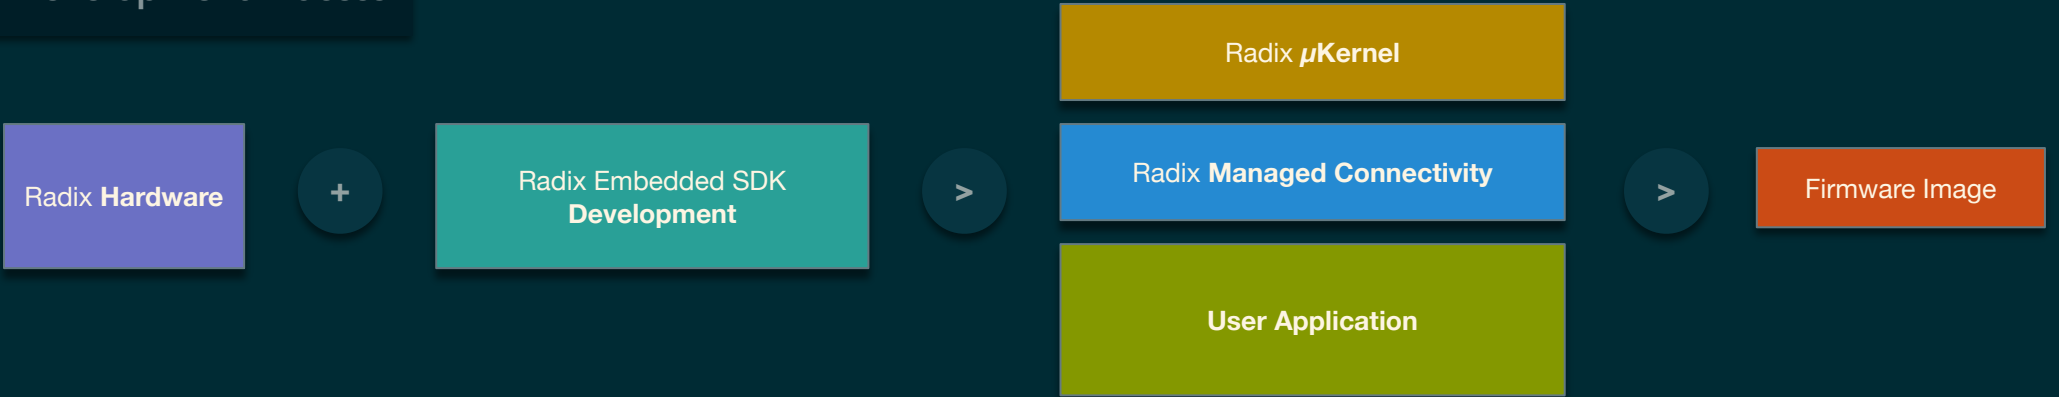 Radix µKernel
Radix Hardware
+
Radix Embedded SDK
Development
>
Radix Managed Connectivity
>
Firmware Image
User Application